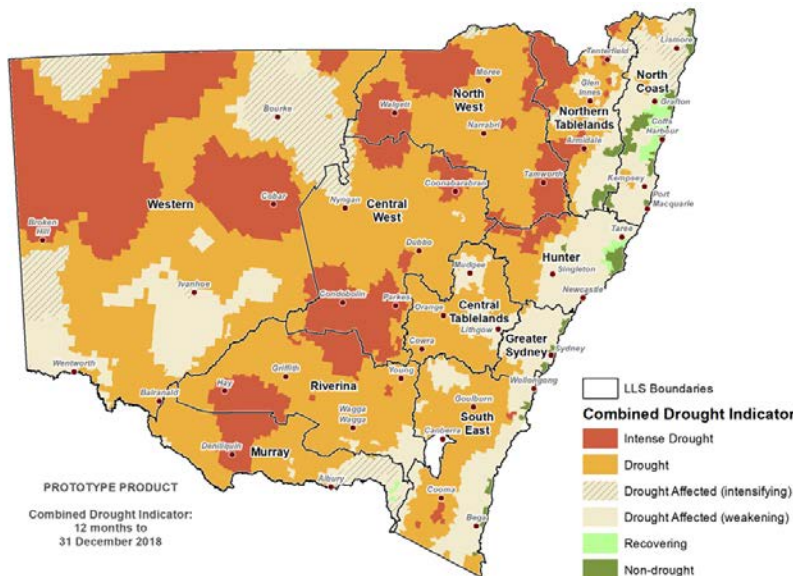 Tenterfield
Lismore
North
Coast
Moree
North
West
Glen
Innes
Grafton
Bourke
Walgett
Northern
Tablelands
Coffs
Harbour
Narrabri
Armidale
Coonabarabran
Tamworth
Kempsey
Port
Macquarie
Western
Cobar
Nyngan
Central
West
Broken
Hill
Taree
Dubbo
Hunter
Mudgee
Singleton
Ivanhoe
Newcastle
Condobolin
Parkes
Orange
Central
Tablelands
Lithgow
Greater
Sydney
Sydney
Cowra
Wentworth
Griffith
Balranald
Hay
Riverina
Young
Wollongong
Goulburn
South
East
Wagga
Wagga
Canberra
Deniliquin
Murray
Albury
Cooma
Bega
PROTOTYPE PRODUCT
Combined Drought Indicator:
12 months to
31 December 2018
LLS Boundaries
Combined Drought Indicator
Intense Drought
Drought
Drought Affected (intensifying)
Drought Affected (weakening)
Recovering
Non-drought